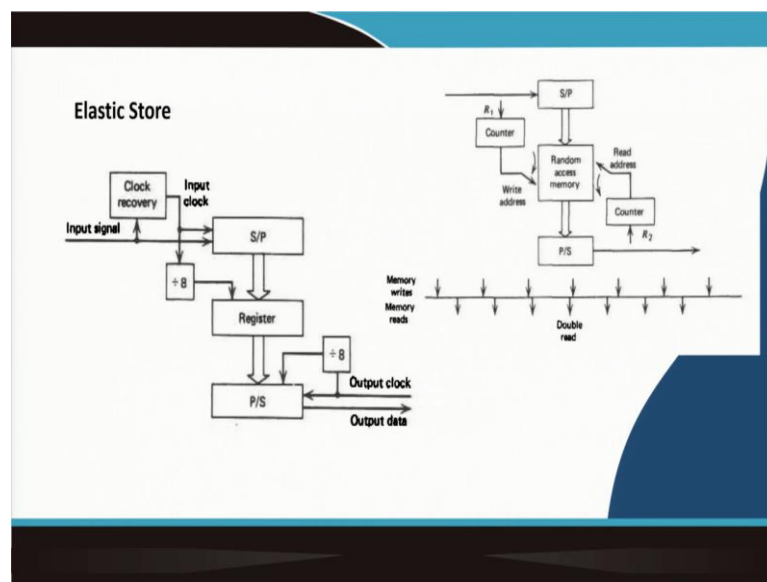 Elastic Store
Clock
recovery
Input
clock
Input signal
S/P
÷ 8
Register
÷ 8
P/S
Output clock
Output data
S/P
R1
Counter
Random
access
memory
Read
address
Write
address
Counter
P/S
R2
Memory
writes
Memory
reads
Double
read